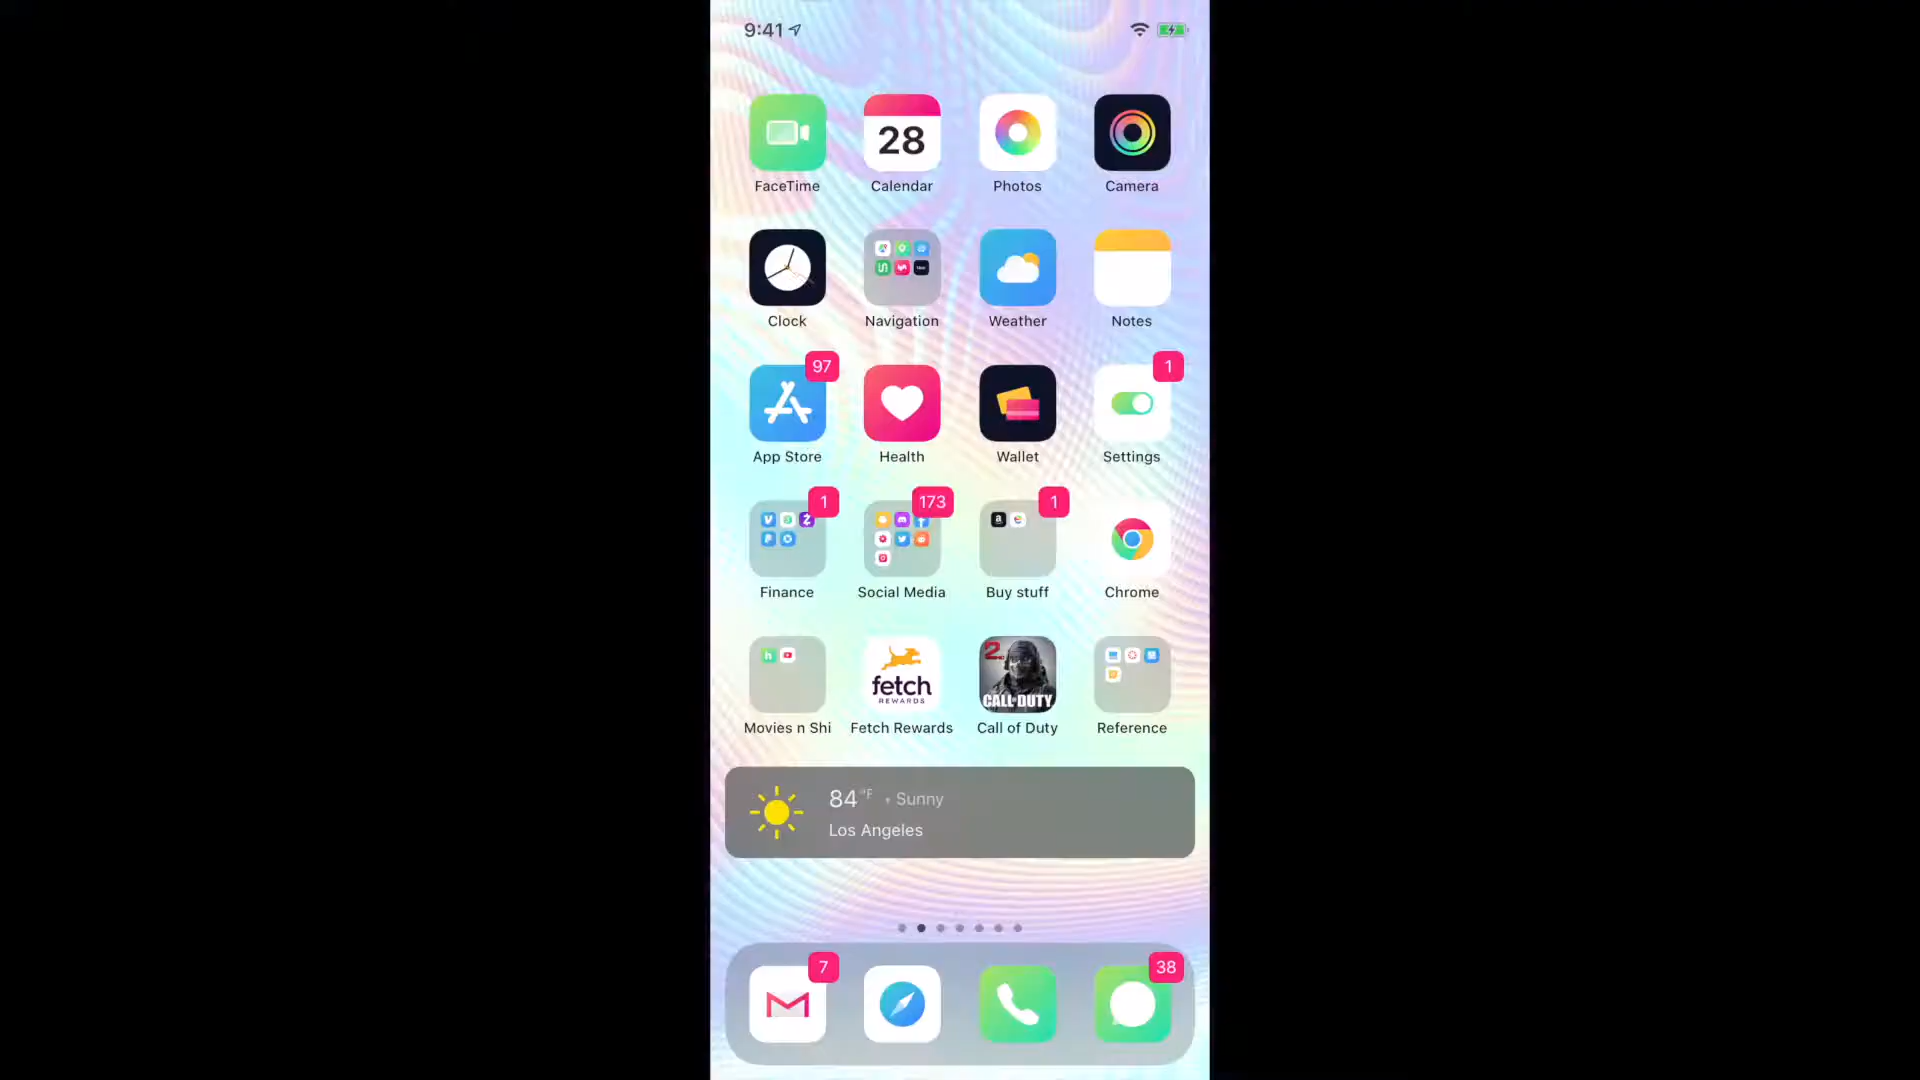 9:41
28
FaceTime Calendar Photos Camera
Clock Navigation Weather Notes
97 1
App Store Health Wallet Settings
1 173 1
Finance Social Media Buy stuff Chrome
fetch
REWARDS
CALL OF DUTY
Movies n Shi Fetch Rewards Call of Duty Reference
84°F • Sunny
Los Angeles
7 38